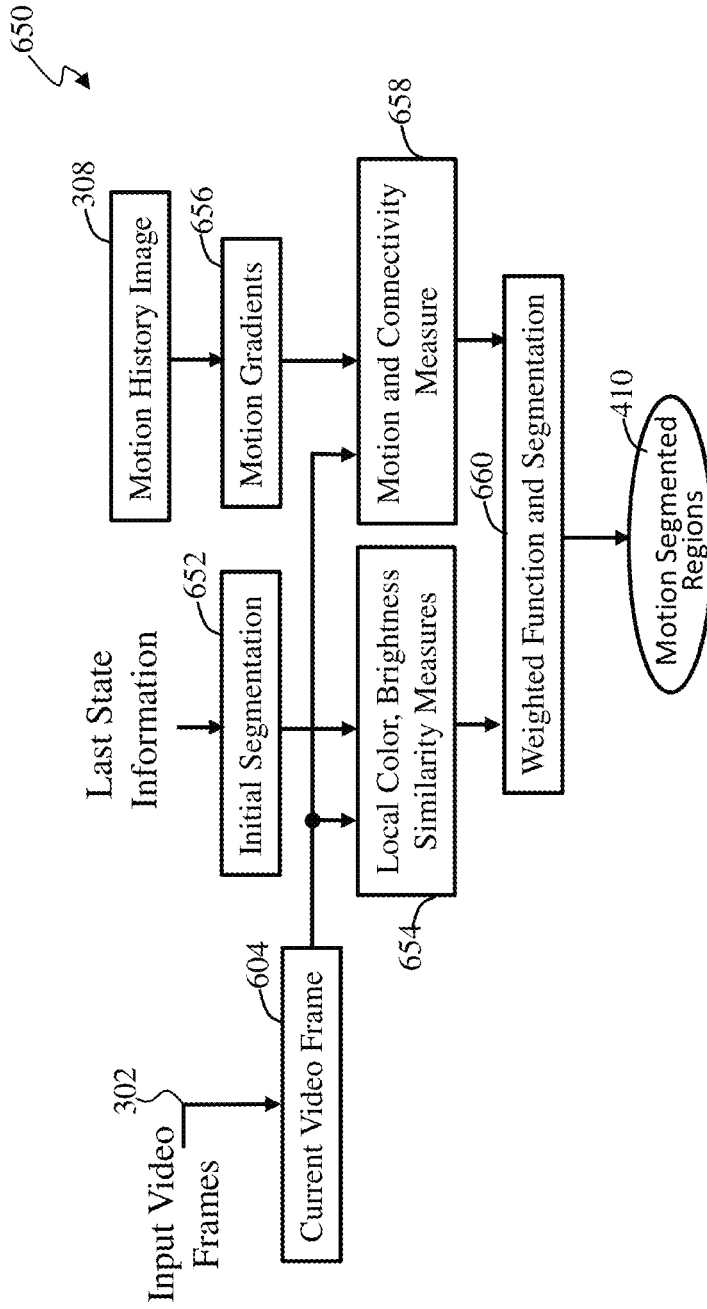 650
Input Video
Frames
302
Current Video Frame
604
Last State
Information
Initial Segmentation
652
Local Color, Brightness
Similarity Measures
654
Motion History Image
308
Motion Gradients
656
Motion and Connectivity
Measure
658
Weighted Function and Segmentation
660
Motion Segmented
Regions
410